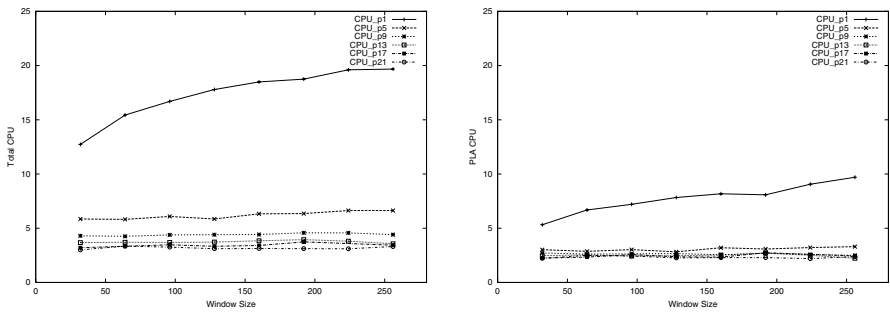 25
20
15
10
5
0
Total CPU
0 50 100 150 200 250
Window Size
CPU_p1
CPU_p5
CPU_p9
CPU_p13
CPU_p17
CPU_p21
25
20
15
10
5
0
PLA CPU
0 50 100 150 200 250
Window Size
CPU_p1
CPU_p5
CPU_p9
CPU_p13
CPU_p17
CPU_p21